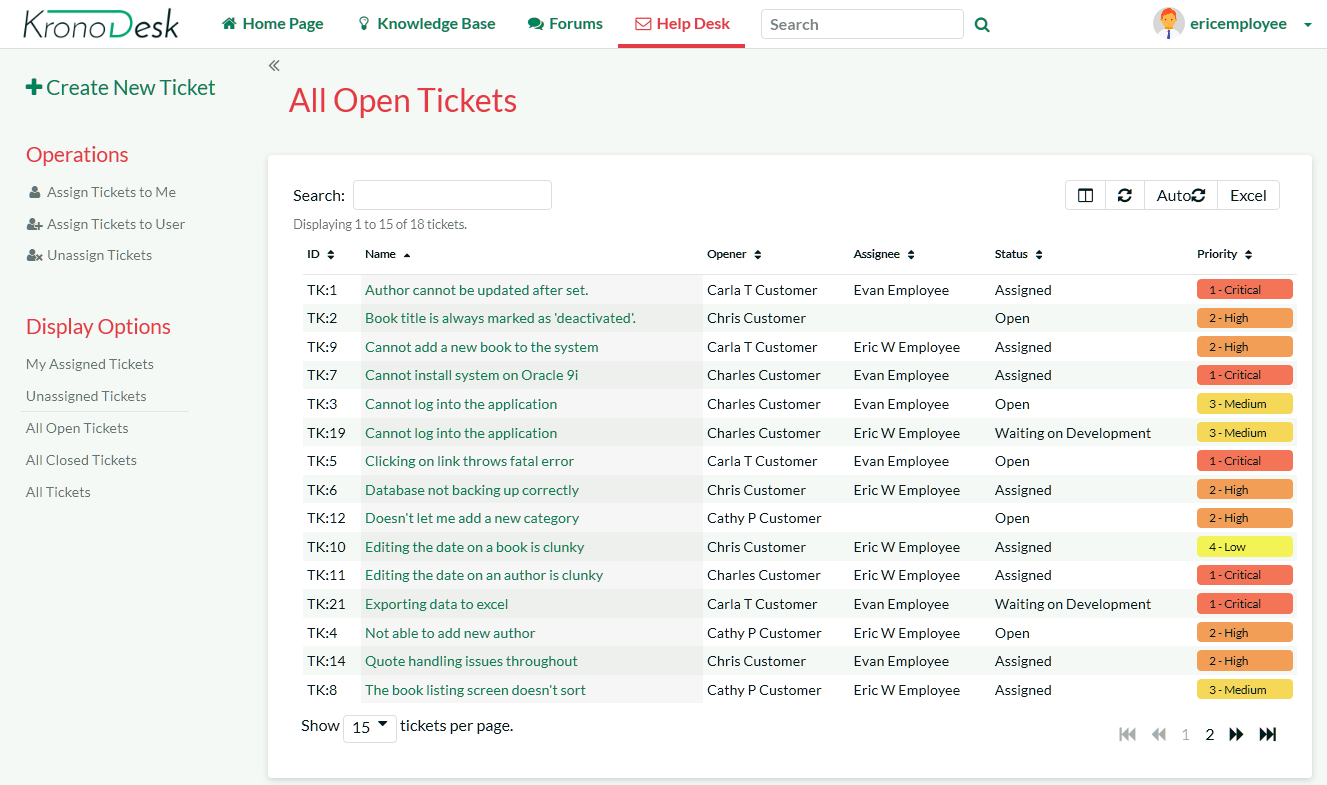 KronoDesk Home Page Knowledge Base Forums Help Desk Search ericemployee
Create New Ticket
All Open Tickets
Operations
Assign Tickets to Me
Assign Tickets to User
Unassign Tickets
Display Options
My Assigned Tickets
Unassigned Tickets
All Open Tickets
All Closed Tickets
All Tickets
Search: Auto Excel
Displaying 1 to 15 of 18 tickets.
ID Name Opener Assignee Status Priority
TK:1 Author cannot be updated after set. Carla T Customer Evan Employee Assigned 1 - Critical
TK:2 Book title is always marked as 'deactivated'. Chris Customer Open 2 - High
TK:9 Cannot add a new book to the system Carla T Customer Eric W Employee Assigned 2 - High
TK:7 Cannot install system on Oracle 9i Charles Customer Evan Employee Assigned 1 - Critical
TK:3 Cannot log into the application Charles Customer Evan Employee Open 3 - Medium
TK:19 Cannot log into the application Charles Customer Eric W Employee Waiting on Development 3 - Medium
TK:5 Clicking on link throws fatal error Carla T Customer Evan Employee Open 1 - Critical
TK:6 Database not backing up correctly Chris Customer Eric W Employee Assigned 2 - High
TK:12 Doesn't let me add a new category Cathy P Customer Open 2 - High
TK:10 Editing the date on a book is clunky Chris Customer Eric W Employee Assigned 4 - Low
TK:11 Editing the date on an author is clunky Charles Customer Eric W Employee Assigned 1 - Critical
TK:21 Exporting data to excel Carla T Customer Evan Employee Waiting on Development 1 - Critical
TK:4 Not able to add new author Cathy P Customer Eric W Employee Open 2 - High
TK:14 Quote handling issues throughout Chris Customer Evan Employee Assigned 2 - High
TK:8 The book listing screen doesn't sort Cathy P Customer Eric W Employee Assigned 3 - Medium
Show 15 tickets per page.
1 2